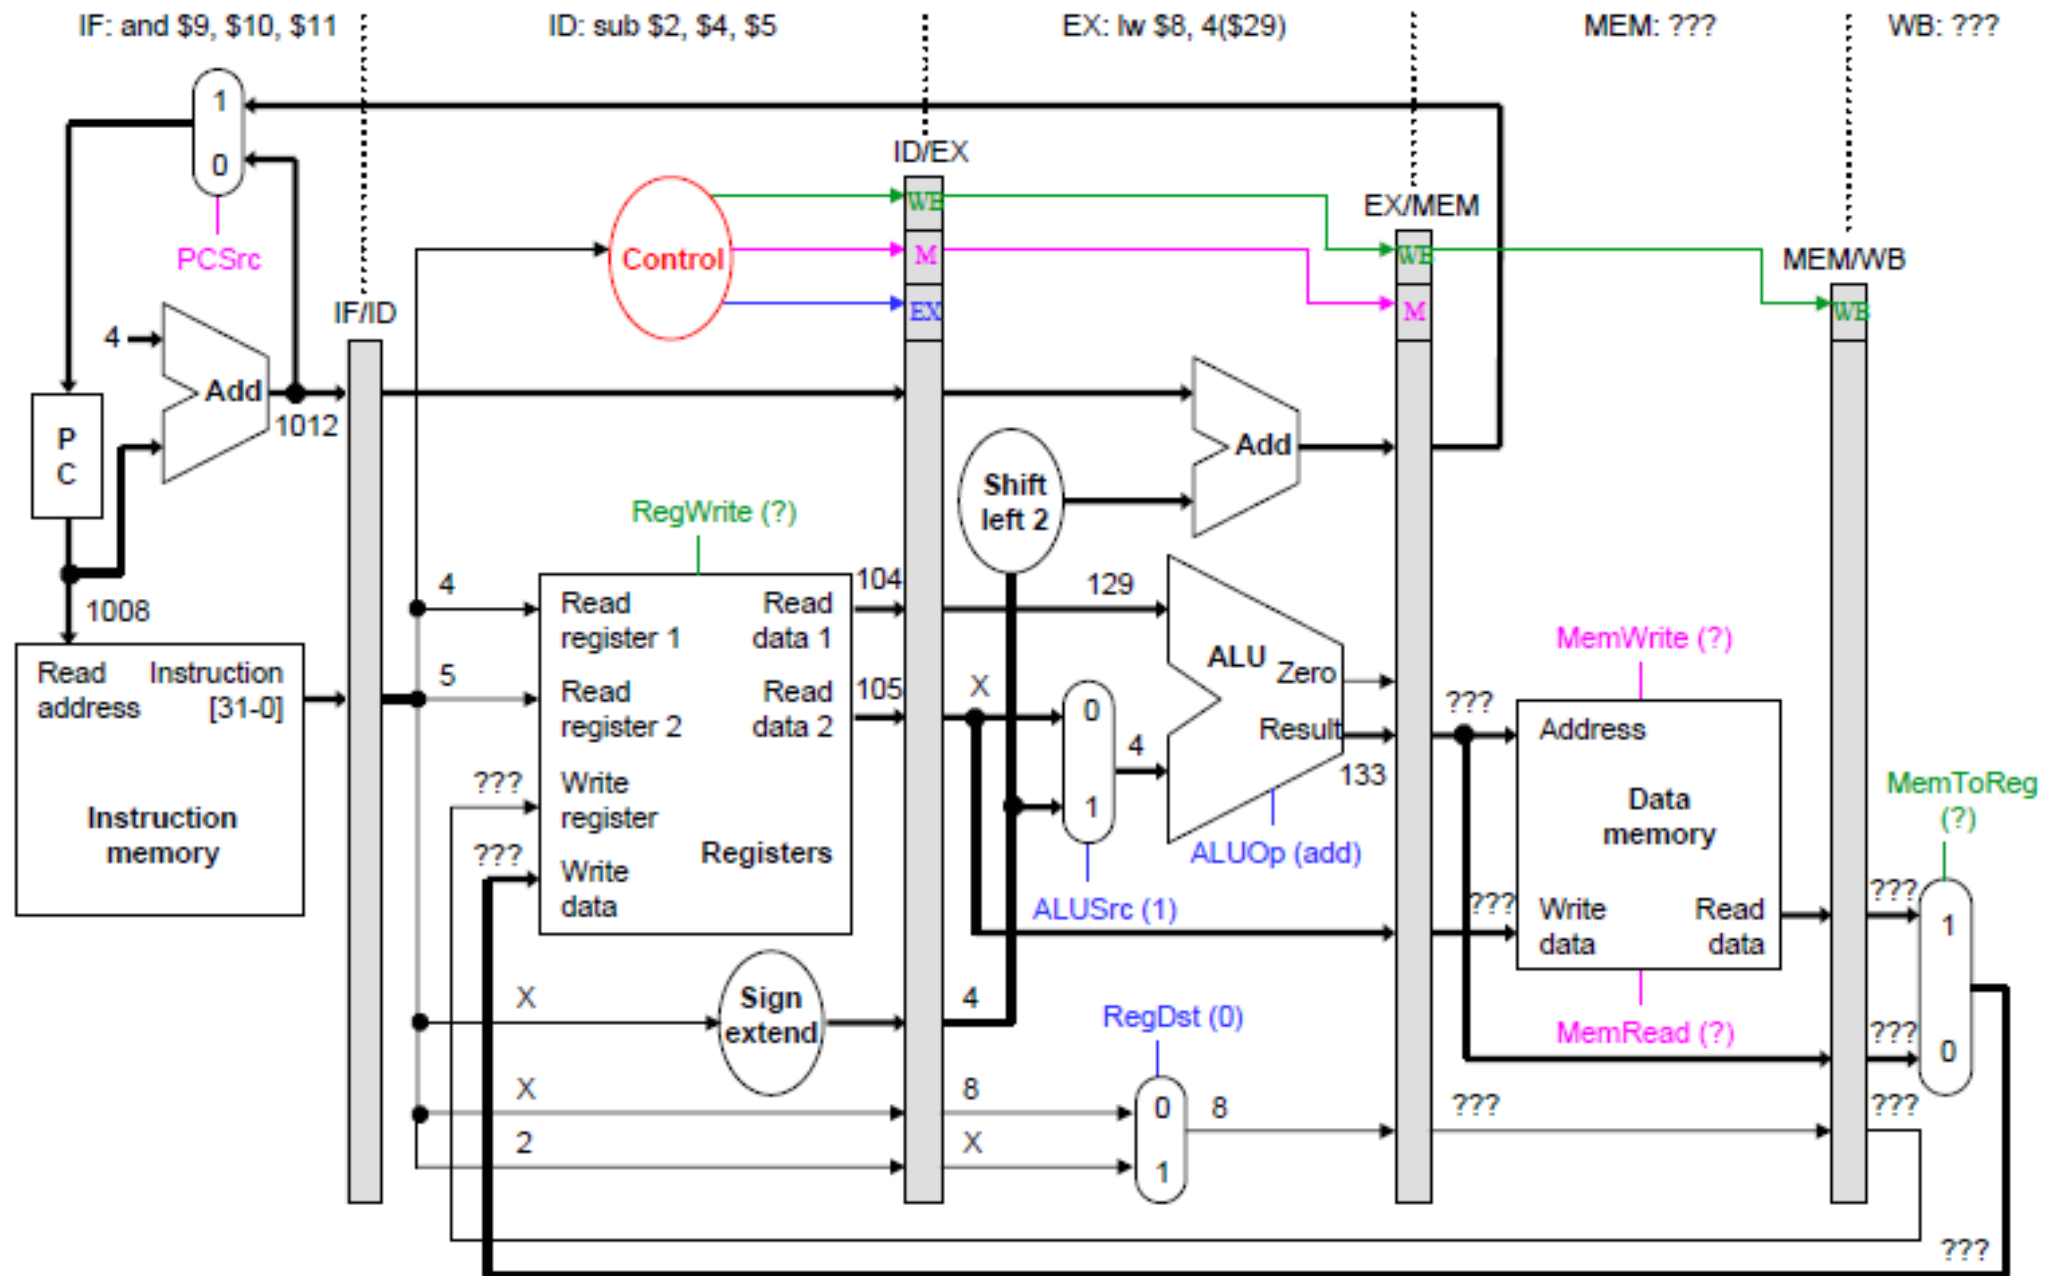 IF: and $9, $10, $11
ID: sub $2, $4, $5
EX: lw $8, 4($29)
MEM: ???
WB: ???
1
0
PCSrc
4
Add
1012
P
C
1008
Read
address
Instruction
[31-0]
Instruction
memory
IF/ID
Control
ID/EX
WB
M
EX
EX/MEM
WB
M
MEM/WB
WB
RegWrite (?)
4
5
???
???
Read
register 1
Read
data 1
Read
register 2
Read
data 2
Write
register
Write
data
Registers
104
105
X
Sign
extend
X
2
Shift
left 2
Add
129
X
0
1
4
ALUSrc (1)
ALU
Zero
Result
133
ALUOp (add)
4
RegDst (0)
8
X
0
1
8
???
???
???
MemWrite (?)
Address
Data
memory
Write
data
Read
data
MemRead (?)
MemToReg
(?)
???
1
???
0
???
???